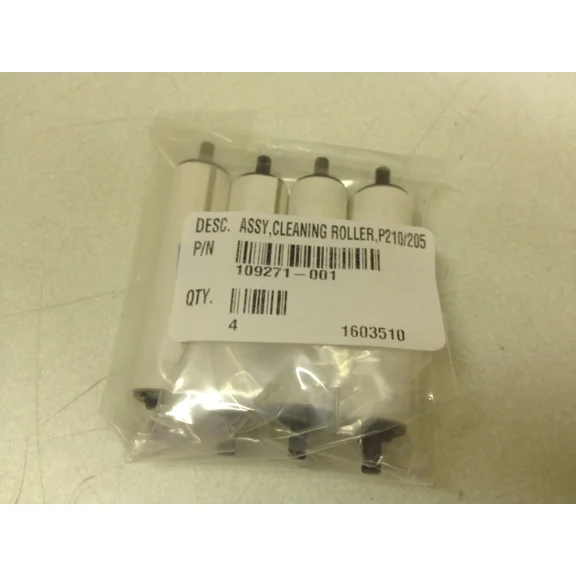 DESC. ASSY,CLEANING ROLLER,P210/205
P/N
109271-001
QTY.
4 1603510